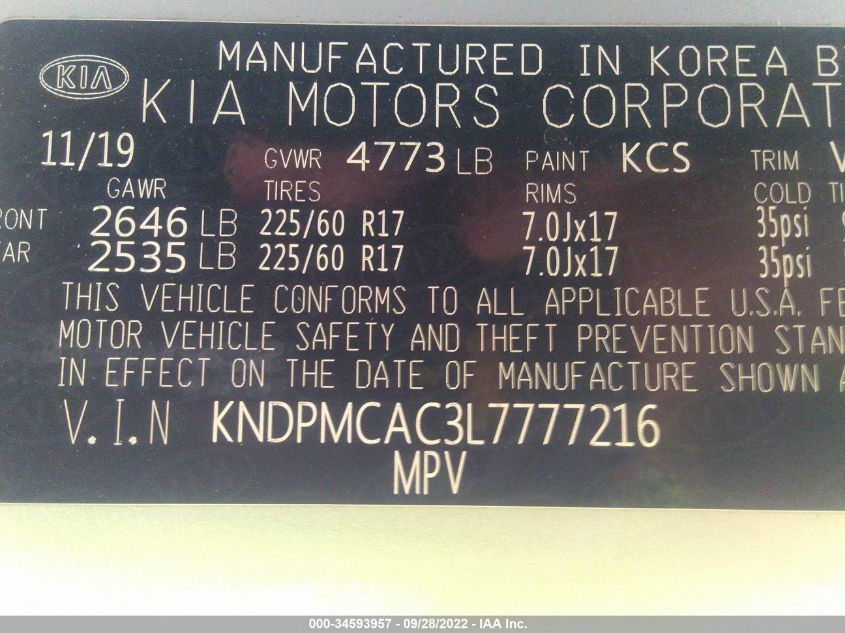 KIA
MANUFACTURED IN KOREA B
KIA MOTORS CORPORAT
11/19 GVWR 4773 LB PAINT KCS TRIM
GAWR TIRES RIMS COLD TI
RONT 2646 LB 225/60 R17 7.0Jx17 35psi
AR 2535 LB 225/60 R17 7.0Jx17 35psi
THIS VEHICLE CONFORMS TO ALL APPLICABLE U.S.A. FE
MOTOR VEHICLE SAFETY AND THEFT PREVENTION STAN
IN EFFECT ON THE DATE OF MANUFACTURE SHOWN A
V.I.N KNDPMCAC3L7777216
MPV
000-34593957 - 09/28/2022 - IAA Inc.